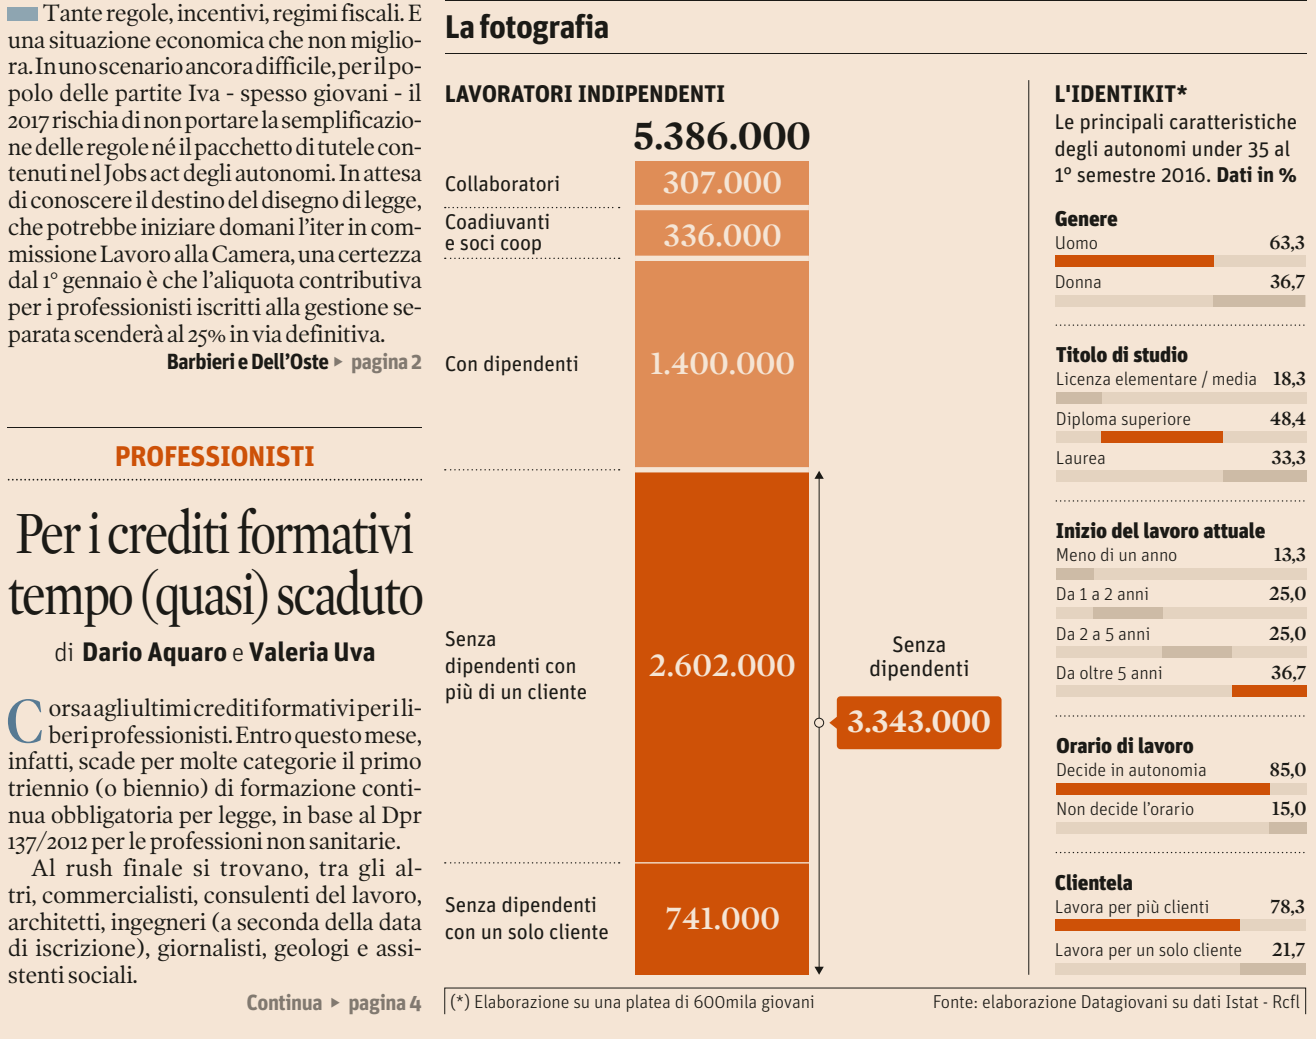 Tante regole, incentivi, regimi fiscali. E
una situazione economica che non miglio-
ra. In uno scenario ancora difficile, per il po-
polo delle partite Iva - spesso giovani - il
2017 rischia di non portare la semplificazio-
ne delle regole né il pacchetto di tutele con-
tenuti nel Jobs act degli autonomi. In attesa
di conoscere il destino del disegno di legge,
che potrebbe iniziare domani l'iter in com-
missione Lavoro alla Camera, una certezza
dal 1° gennaio è che l'aliquota contributiva
per i professionisti iscritti alla gestione se-
parata scenderà al 25% in via definitiva.
Barbieri e Dell'Oste ▸ pagina 2
PROFESSIONISTI
Per i crediti formativi
tempo (quasi) scaduto
di Dario Aquaro e Valeria Uva
Corsa agli ultimi crediti formativi per i li-
beri professionisti. Entro questo mese,
infatti, scade per molte categorie il primo
triennio (o biennio) di formazione conti-
nua obbligatoria per legge, in base al Dpr
137/2012 per le professioni non sanitarie.
Al rush finale si trovano, tra gli al-
tri, commercialisti, consulenti del lavoro,
architetti, ingegneri (a seconda della data
di iscrizione), giornalisti, geologi e assi-
stenti sociali.
Continua ▸ pagina 4
La fotografia
LAVORATORI INDIPENDENTI
5.386.000
Collaboratori 307.000
Coadiuvanti
e soci coop 336.000
Con dipendenti 1.400.000
Senza
dipendenti con
più di un cliente 2.602.000
Senza
dipendenti
3.343.000
Senza dipendenti
con un solo cliente 741.000
L'IDENTIKIT*
Le principali caratteristiche
degli autonomi under 35 al
1° semestre 2016. Dati in %
Genere
Uomo 63,3
Donna 36,7
Titolo di studio
Licenza elementare / media 18,3
Diploma superiore 48,4
Laurea 33,3
Inizio del lavoro attuale
Meno di un anno 13,3
Da 1 a 2 anni 25,0
Da 2 a 5 anni 25,0
Da oltre 5 anni 36,7
Orario di lavoro
Decide in autonomia 85,0
Non decide l'orario 15,0
Clientela
Lavora per più clienti 78,3
Lavora per un solo cliente 21,7
(*) Elaborazione su una platea di 600mila giovani
Fonte: elaborazione Datagiovani su dati Istat - Rcfl